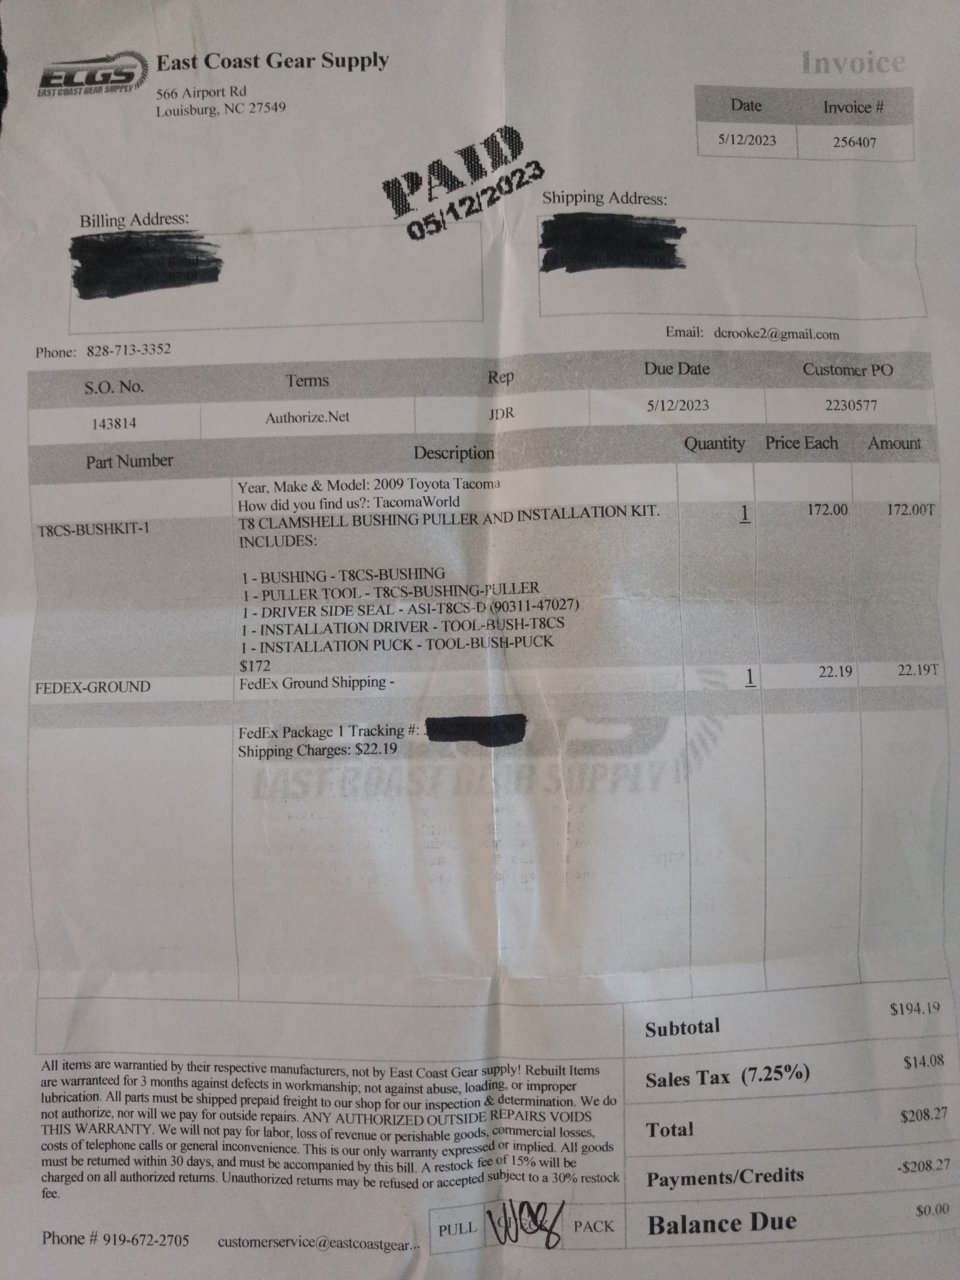 ECGS
EAST COAST GEAR SUPPLY
East Coast Gear Supply
566 Airport Rd
Louisburg, NC 27549
Invoice
Date Invoice #
5/12/2023 256407
PAID
05/12/2023
Billing Address:
Shipping Address:
Phone: 828-713-3352
Email: dcrooke2@gmail.com
S.O. No. Terms Rep Due Date Customer PO
143814 Authorize.Net JDR 5/12/2023 2230577
Part Number Description Quantity Price Each Amount
Year, Make & Model: 2009 Toyota Tacoma
How did you find us?: TacomaWorld
T8CS-BUSHKIT-1 T8 CLAMSHELL BUSHING PULLER AND INSTALLATION KIT. 1 172.00 172.00T
INCLUDES:
1 - BUSHING - T8CS-BUSHING
1 - PULLER TOOL - T8CS-BUSHING-PULLER
1 - DRIVER SIDE SEAL - ASI-T8CS-D (90311-47027)
1 - INSTALLATION DRIVER - TOOL-BUSH-T8CS
1 - INSTALLATION PUCK - TOOL-BUSH-PUCK
$172
FEDEX-GROUND FedEx Ground Shipping - 1 22.19 22.19T
FedEx Package 1 Tracking #:
Shipping Charges: $22.19
ECGS
EAST COAST GEAR SUPPLY
Subtotal $194.19
Sales Tax (7.25%) $14.08
Total $208.27
Payments/Credits -$208.27
Balance Due $0.00
All items are warrantied by their respective manufacturers, not by East Coast Gear supply! Rebuilt Items
are warranteed for 3 months against defects in workmanship; not against abuse, loading, or improper
lubrication. All parts must be shipped prepaid freight to our shop for our inspection & determination. We do
not authorize, nor will we pay for outside repairs. ANY AUTHORIZED OUTSIDE REPAIRS VOIDS
THIS WARRANTY. We will not pay for labor, loss of revenue or perishable goods, commercial losses,
costs of telephone calls or general inconvenience. This is our only warranty expressed or implied. All goods
must be returned within 30 days, and must be accompanied by this bill. A restock fee of 15% will be
charged on all authorized returns. Unauthorized returns may be refused or accepted subject to a 30% restock
fee.
Phone # 919-672-2705 customerservice@eastcoastgear...
PULL PACK